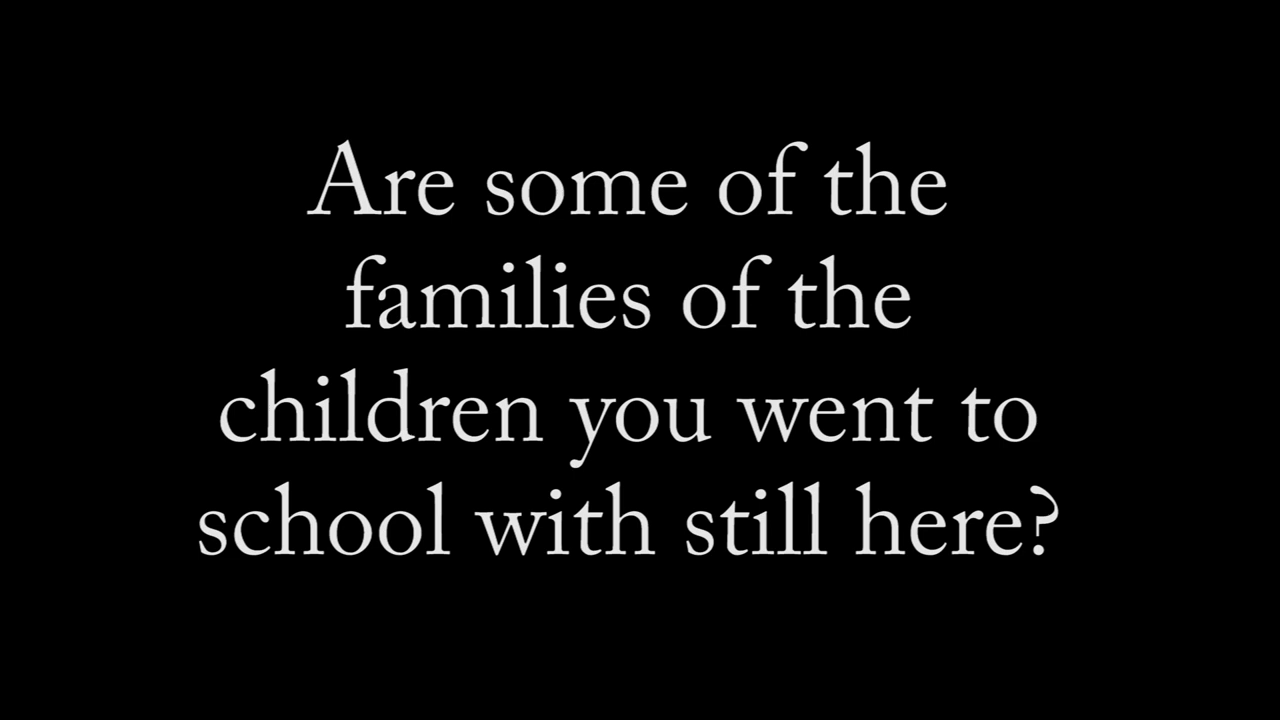 Are some of the
families of the
children you went to
school with still here?